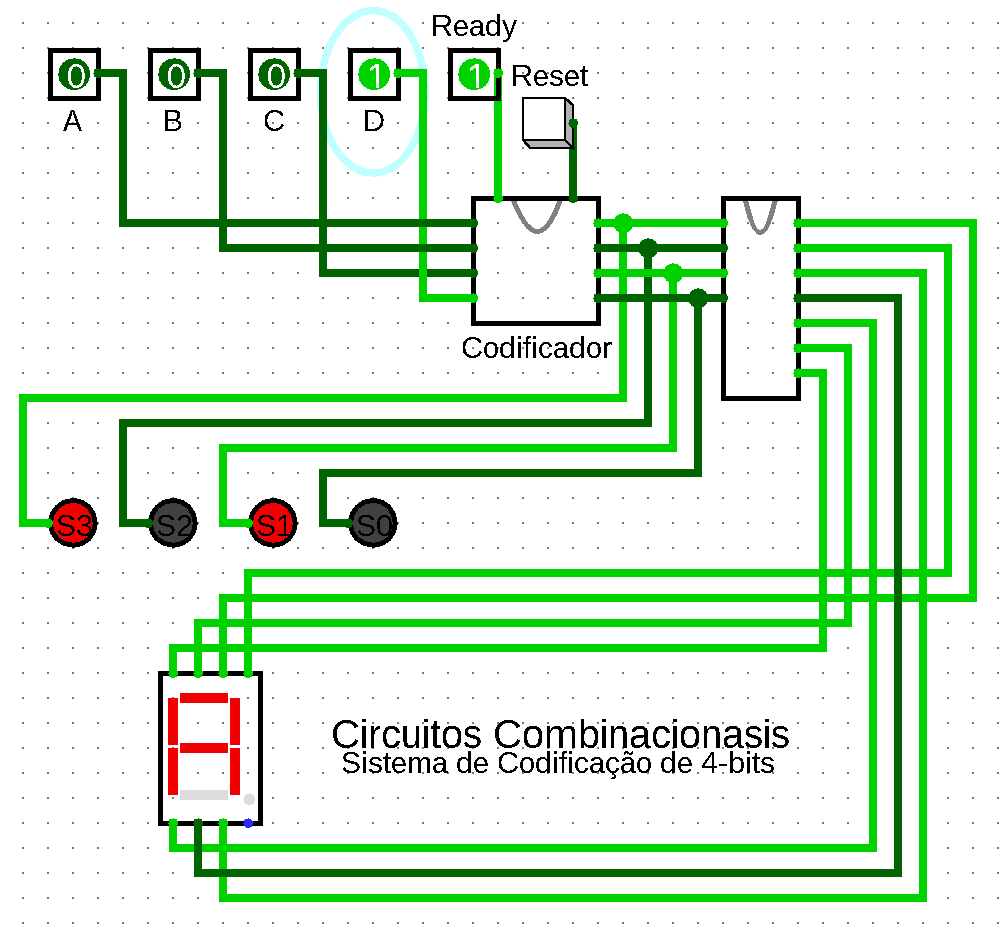 Ready
0 0 0 1 1
Reset
A B C D
Codificador
S3 S2 S1 S0
Circuitos Combinacionasis
Sistema de Codificação de 4-bits